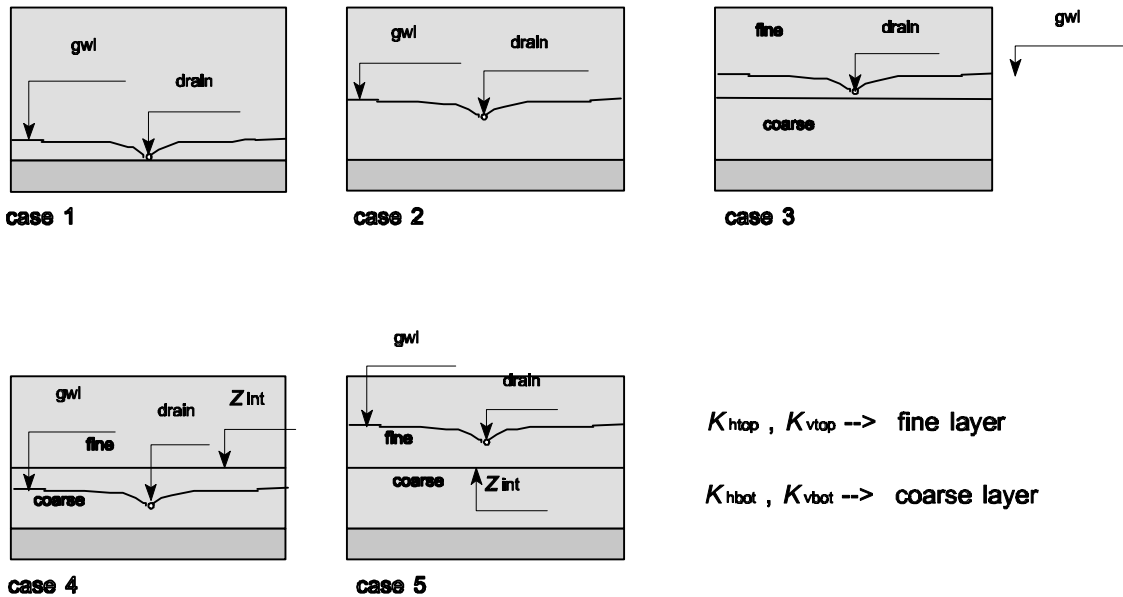 gwl
drain
case 1
gwl
drain
case 2
fine
drain
gwl
coarse
case 3
gwl
drain
Z int
fine
coarse
case 4
gwl
drain
fine
coarse
Z int
case 5
K htop , K vtop --> fine layer
K hbot , K vbot --> coarse layer